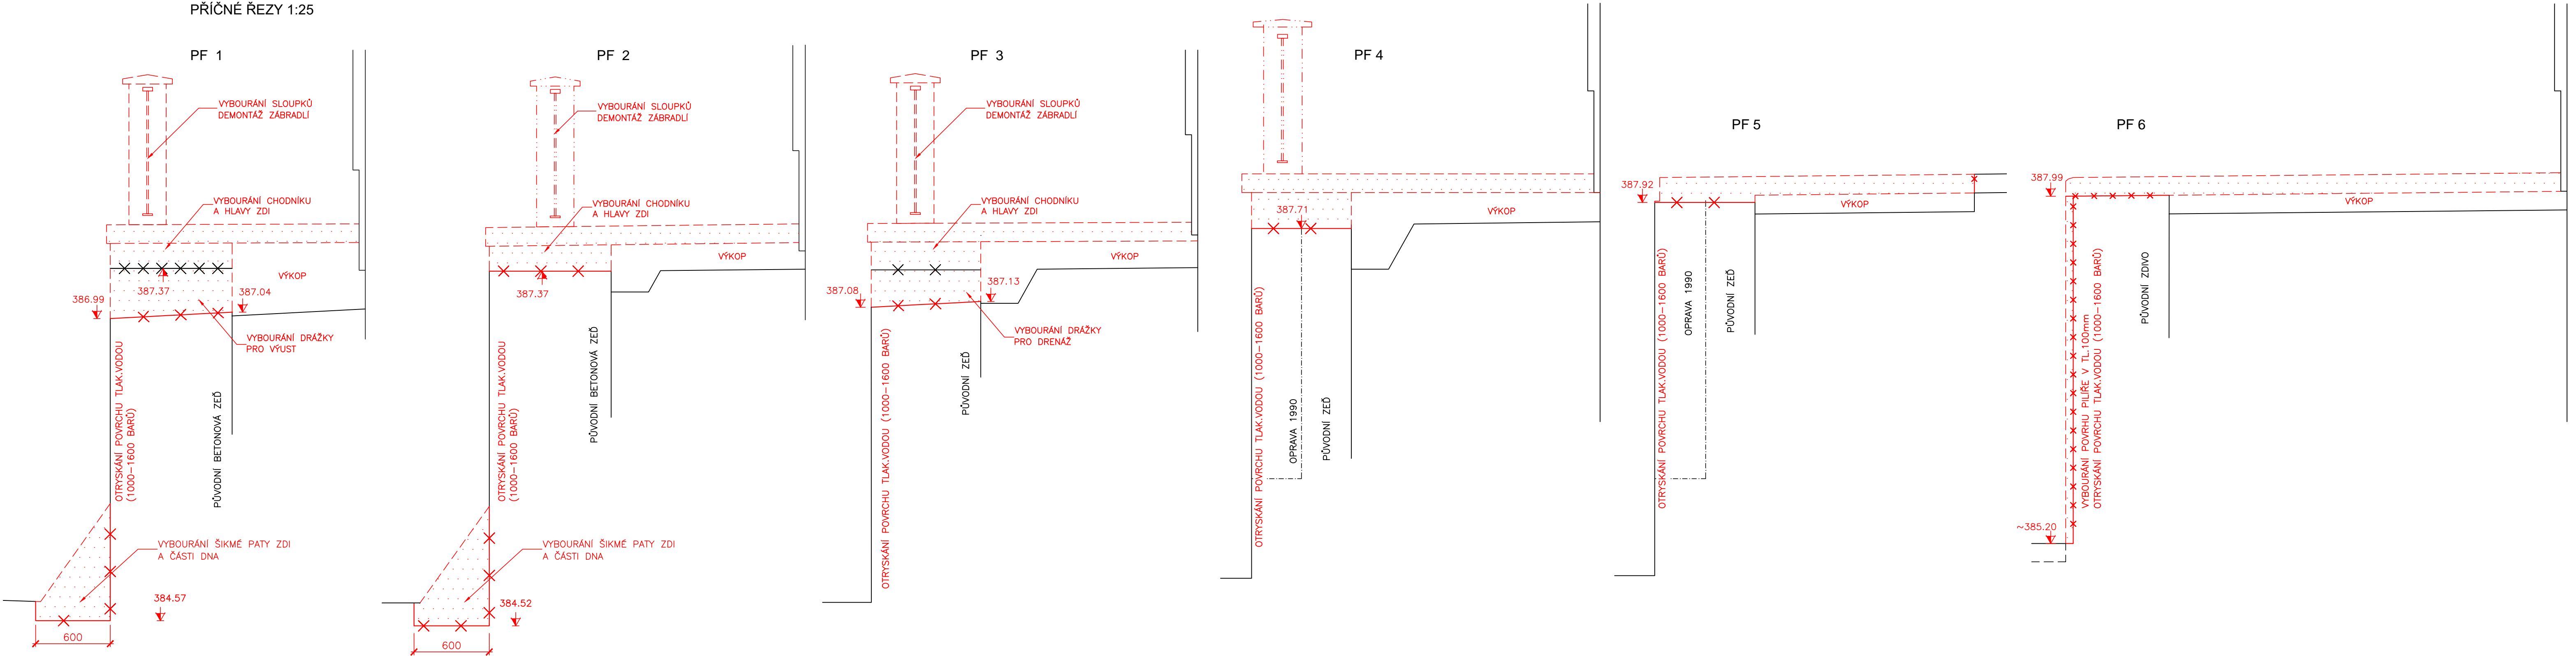 PŘÍČNÉ ŘEZY 1:25
PF 1
VYBOURÁNÍ SLOUPKŮ
DEMONTÁŽ ZÁBRADLÍ
VYBOURÁNÍ CHODNÍKU
A HLAVY ZDI
VÝKOP
387.37
386.99
387.04
VYBOURÁNÍ DRÁŽKY
PRO VÝUST
OTRYSKÁNÍ POVRCHU TLAK.VODOU
(1000-1600 BARŮ)
PŮVODNÍ BETONOVÁ ZEĎ
VYBOURÁNÍ ŠIKMÉ PATY ZDI
A ČÁSTI DNA
384.57
600
PF 2
VYBOURÁNÍ SLOUPKŮ
DEMONTÁŽ ZÁBRADLÍ
VYBOURÁNÍ CHODNÍKU
A HLAVY ZDI
VÝKOP
387.37
OTRYSKÁNÍ POVRCHU TLAK.VODOU
(1000-1600 BARŮ)
PŮVODNÍ BETONOVÁ ZEĎ
VYBOURÁNÍ ŠIKMÉ PATY ZDI
A ČÁSTI DNA
384.52
600
PF 3
VYBOURÁNÍ SLOUPKŮ
DEMONTÁŽ ZÁBRADLÍ
VYBOURÁNÍ CHODNÍKU
A HLAVY ZDI
VÝKOP
387.08
387.13
VYBOURÁNÍ DRÁŽKY
PRO DRENÁŽ
OTRYSKÁNÍ POVRCHU TLAK.VODOU (1000-1600 BARŮ)
PŮVODNÍ ZEĎ
PF 4
387.71
VÝKOP
OTRYSKÁNÍ POVRCHU TLAK.VODOU (1000-1600 BARŮ)
OPRAVA 1990
PŮVODNÍ ZEĎ
PF 5
387.92
VÝKOP
OTRYSKÁNÍ POVRCHU TLAK.VODOU (1000-1600 BARŮ)
OPRAVA 1990
PŮVODNÍ ZEĎ
PF 6
387.99
VÝKOP
VYBOURÁNÍ POVRHU PILÍŘE V TL.100mm
OTRYSKÁNÍ POVRCHU TLAK.VODOU (1000-1600 BARŮ)
PŮVODNÍ ZDIVO
~385.20